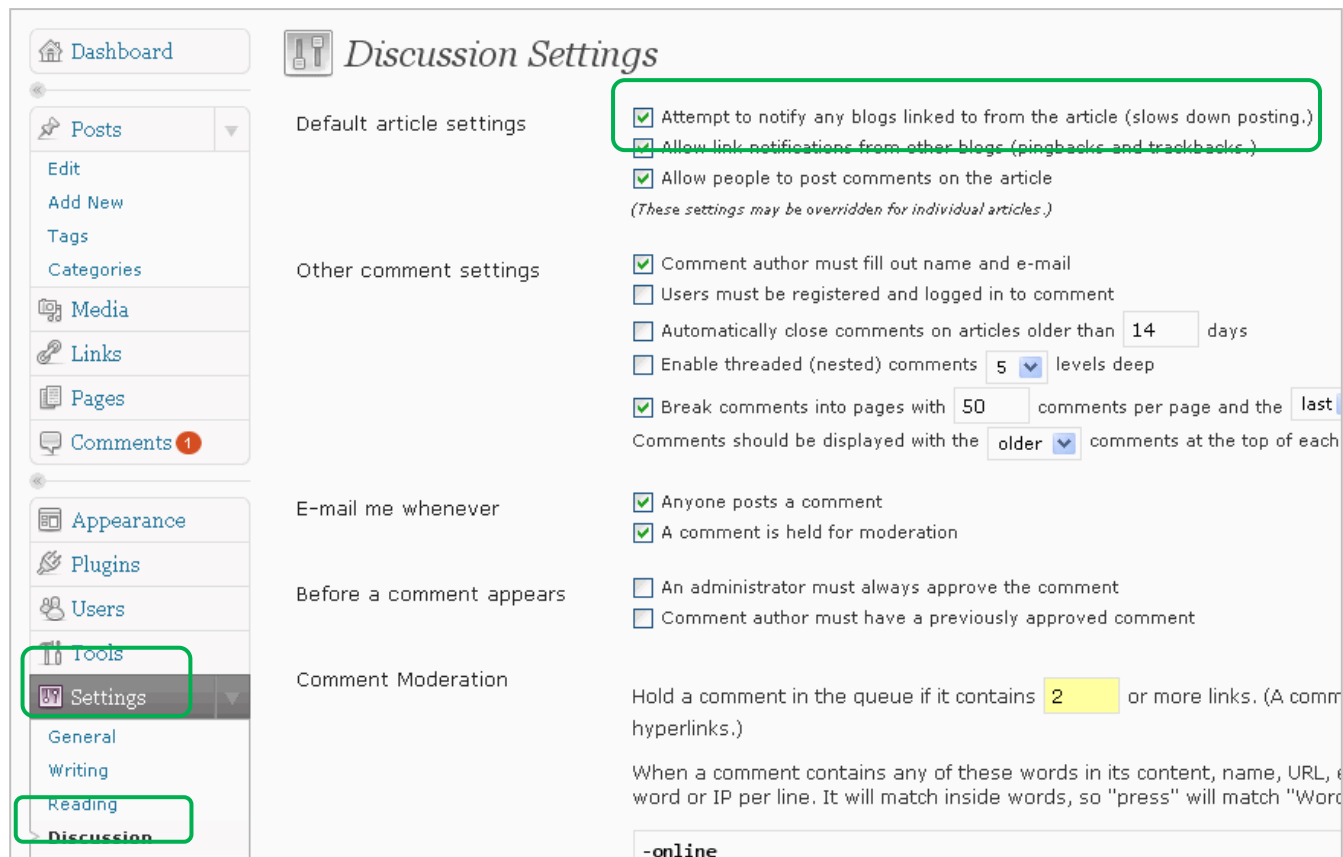 Dashboard
Posts
Edit
Add New
Tags
Categories
Media
Links
Pages
Comments 1
Appearance
Plugins
Users
Tools
Settings
General
Writing
Reading
Discussion
Discussion Settings
Default article settings
Attempt to notify any blogs linked to from the article (slows down posting.)
Allow link notifications from other blogs (pingbacks and trackbacks.)
Allow people to post comments on the article
(These settings may be overridden for individual articles.)
Other comment settings
Comment author must fill out name and e-mail
Users must be registered and logged in to comment
Automatically close comments on articles older than 14 days
Enable threaded (nested) comments 5 levels deep
Break comments into pages with 50 comments per page and the last
Comments should be displayed with the older comments at the top of each
E-mail me whenever
Anyone posts a comment
A comment is held for moderation
Before a comment appears
An administrator must always approve the comment
Comment author must have a previously approved comment
Comment Moderation
Hold a comment in the queue if it contains 2 or more links. (A comm
hyperlinks.)
When a comment contains any of these words in its content, name, URL,
word or IP per line. It will match inside words, so "press" will match "Word
-online